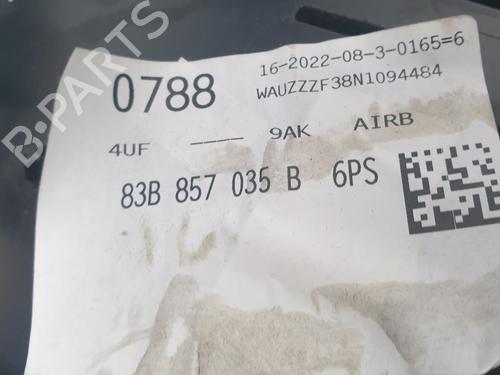 16-2022-08-3-0165=6
0788 WAUZZZF38N1094484
4UF ---- 9AK AIRB
83B 857 035 B 6PS
B-PARTS